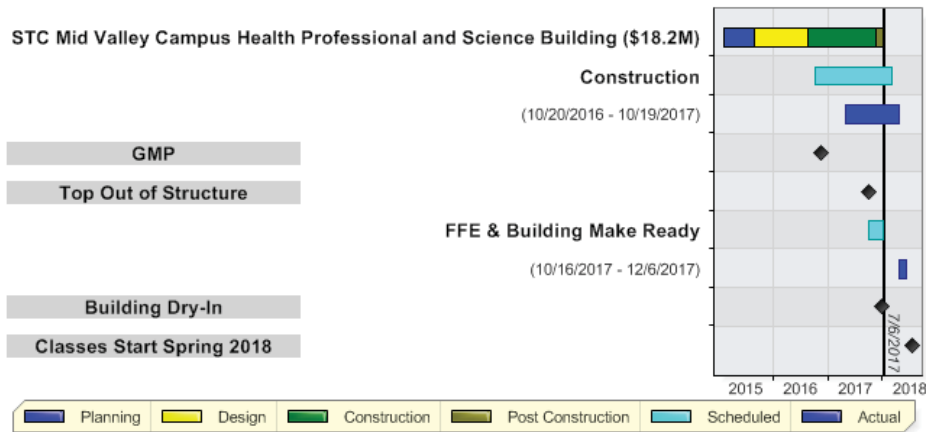 STC Mid Valley Campus Health Professional and Science Building ($18.2M)
Construction
(10/20/2016 - 10/19/2017)
GMP
Top Out of Structure
FFE & Building Make Ready
(10/16/2017 - 12/6/2017)
Building Dry-In
Classes Start Spring 2018
7/6/2017
2015 2016 2017 2018
Planning Design Construction Post Construction Scheduled Actual